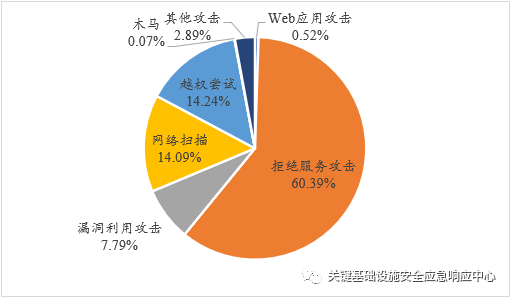 其他攻击
2.89%
Web应用攻击
0.52%
木马
0.07%
越权尝试
14.24%
网络扫描
14.09%
拒绝服务攻击
60.39%
漏洞利用攻击
7.79%
关键基础设施安全应急响应中心